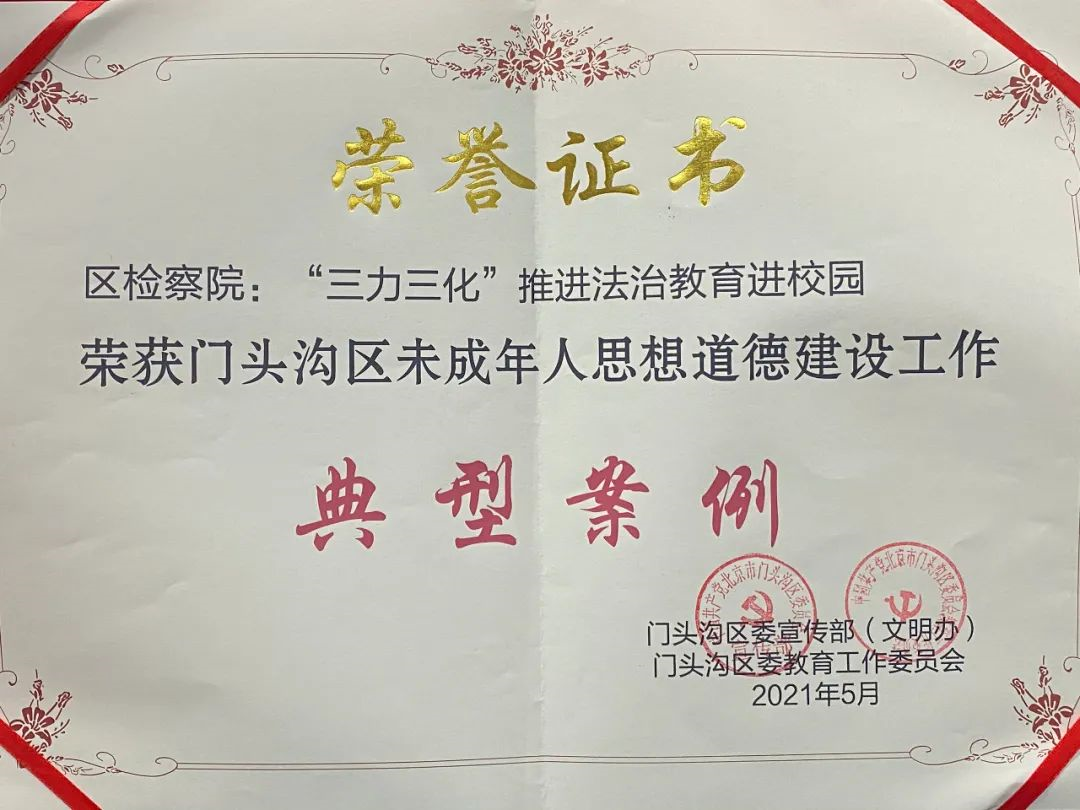 荣誉证书
区检察院：“三力三化”推进法治教育进校园
荣获门头沟区未成年人思想道德建设工作
典型案例
门头沟区委宣传部（文明办）
门头沟区委教育工作委员会
2021年5月